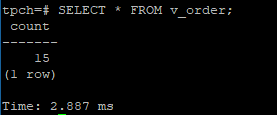 tpch=# SELECT * FROM v_order;
count
-------
15
(1 row)
Time: 2.887 ms